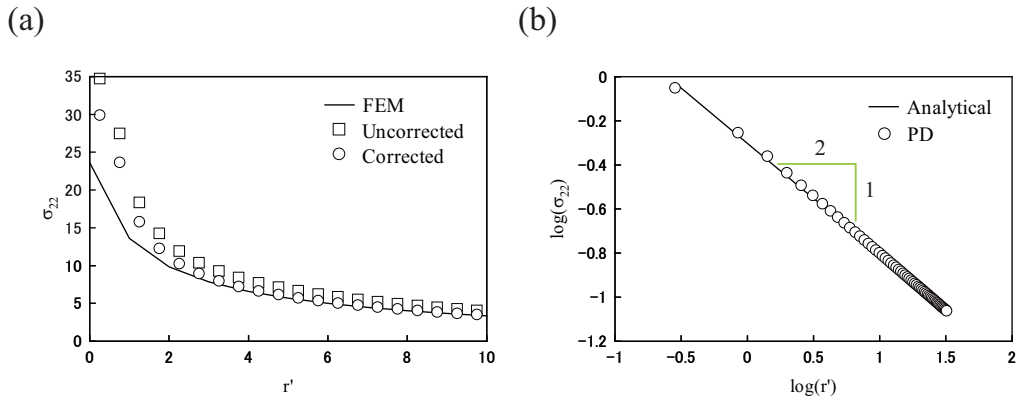 (a)
35
30
25
20
15
10
5
0
0 2 4 6 8 10
σ22
r'
FEM
Uncorrected
Corrected
(b)
0
−0.2
−0.4
−0.6
−0.8
−1
−1.2
−1 −0.5 0 0.5 1 1.5 2
log(σ22)
log(r')
Analytical
PD
2
1